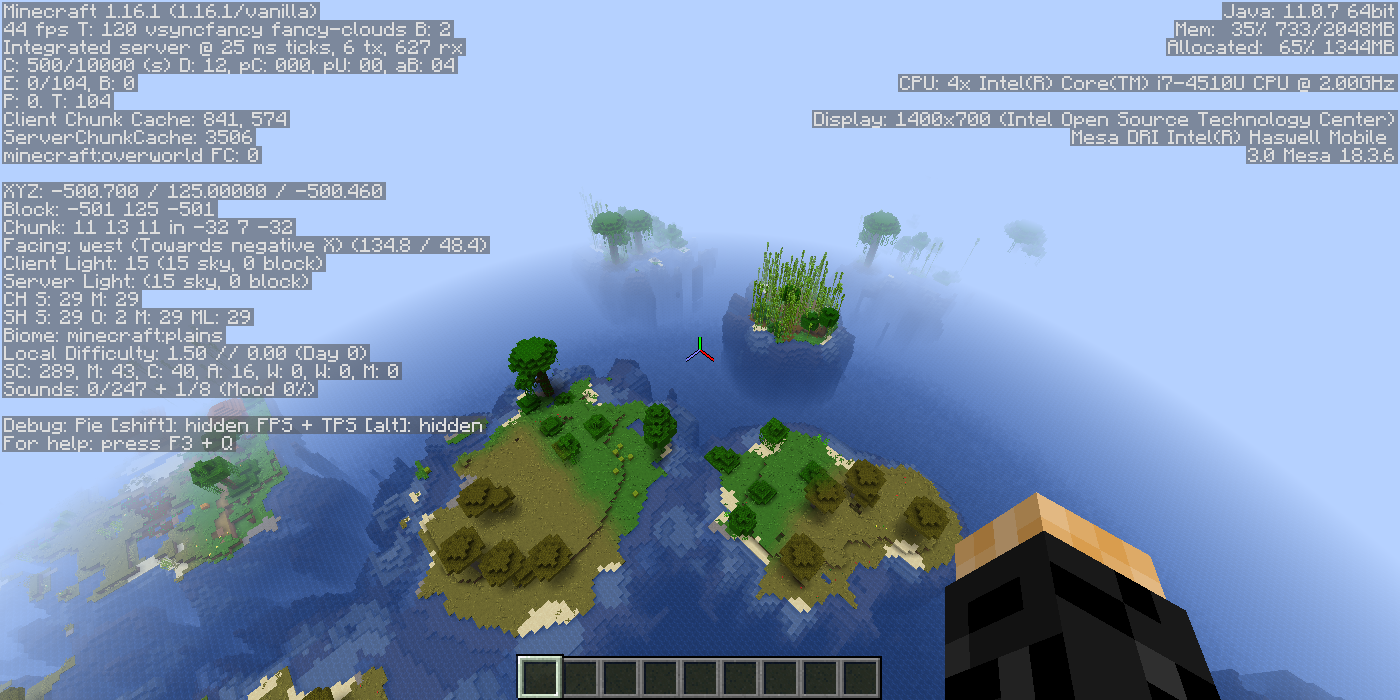 Minecraft 1.16.1 (1.16.1/vanilla)
44 fps T: 120 vsyncfancy fancy-clouds B: 2
Integrated server @ 25 ms ticks, 6 tx, 627 rx
C: 500/10000 (s) D: 12, pC: 000, pU: 00, aB: 04
E: 0/104, B: 0
P: 0. T: 104
Client Chunk Cache: 841, 574
ServerChunkCache: 3506
minecraft:overworld FC: 0
XYZ: -500.700 / 125.00000 / -500.460
Block: -501 125 -501
Chunk: 11 13 11 in -32 7 -32
Facing: west (Towards negative X) (134.8 / 48.4)
Client Light: 15 (15 sky, 0 block)
Server Light: (15 sky, 0 block)
CH S: 29 M: 29
SH S: 29 O: 2 M: 29 ML: 29
Biome: minecraft:plains
Local Difficulty: 1.50 // 0.00 (Day 0)
SC: 289, M: 43, C: 40, A: 16, W: 0, W: 0, M: 0
Sounds: 0/247 + 1/8 (Mood 0%)
Debug: Pie [shift]: hidden FPS + TPS [alt]: hidden
For help: press F3 + Q
Java: 11.0.7 64bit
Mem: 35% 733/2048MB
Allocated: 65% 1344MB
CPU: 4x Intel(R) Core(TM) i7-4510U CPU @ 2.00GHz
Display: 1400x700 (Intel Open Source Technology Center)
Mesa DRI Intel(R) Haswell Mobile
3.0 Mesa 18.3.6